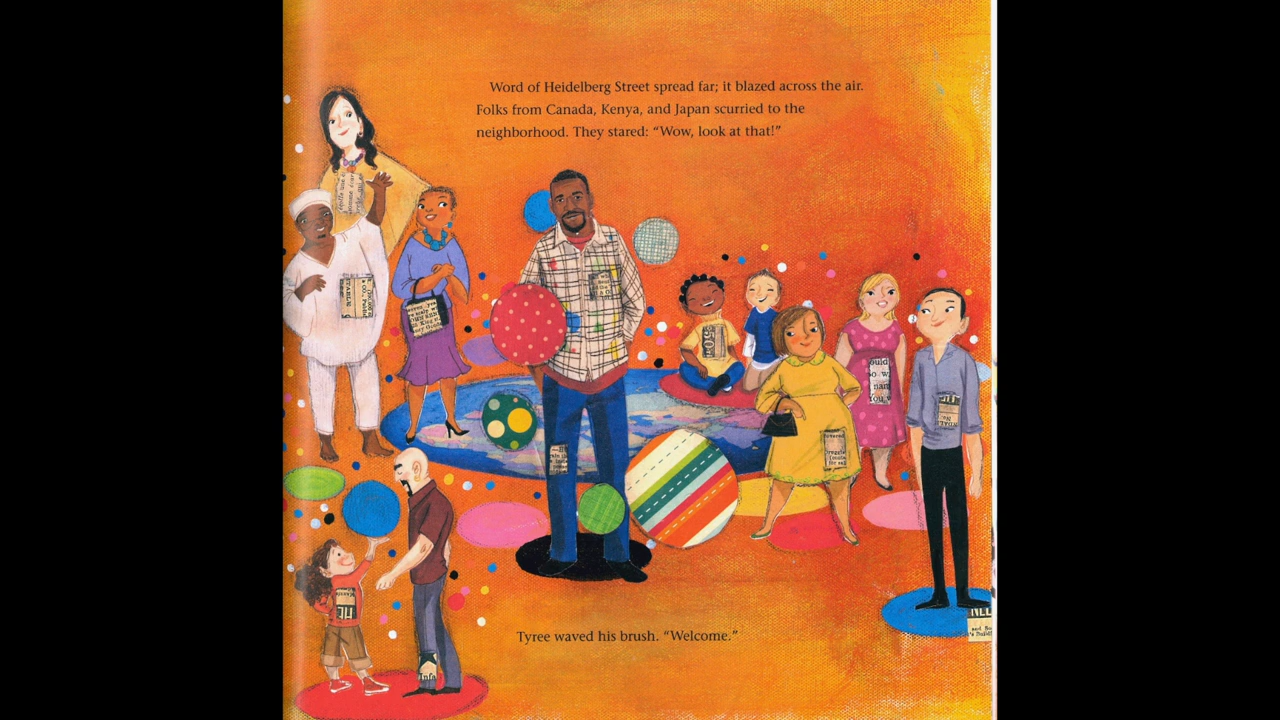 Word of Heidelberg Street spread far; it blazed across the air.
Folks from Canada, Kenya, and Japan scurried to the
neighborhood. They stared: “Wow, look at that!”
Tyree waved his brush. “Welcome.”